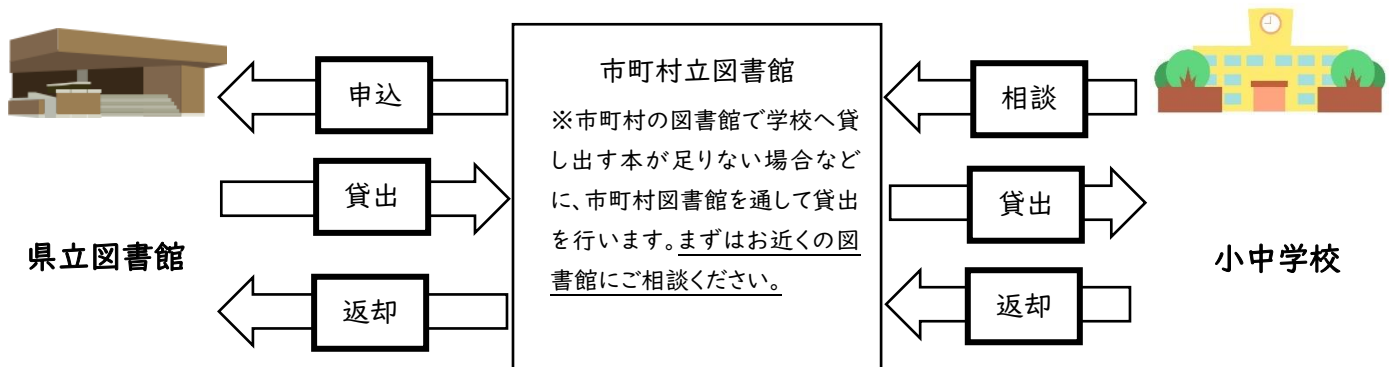 県立図書館
申込
貸出
返却
市町村立図書館
※市町村の図書館で学校へ貸
し出す本が足りない場合など
に、市町村図書館を通して貸出
を行います。まずはお近くの図
書館にご相談ください。
相談
貸出
返却
小中学校